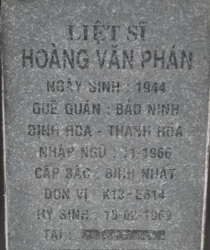 LIỆT SĨ
HOÀNG VĂN PHÁN
NGÀY SINH : 1944
QUÊ QUÁN : BẢO NINH
BÌNH HÒA - THANH HÓA
NHẬP NGŨ : 11-1966
CẤP BẬC : BINH NHẤT
ĐƠN VỊ : K13-E614
HY SINH : 19-02-1969
TẠI :